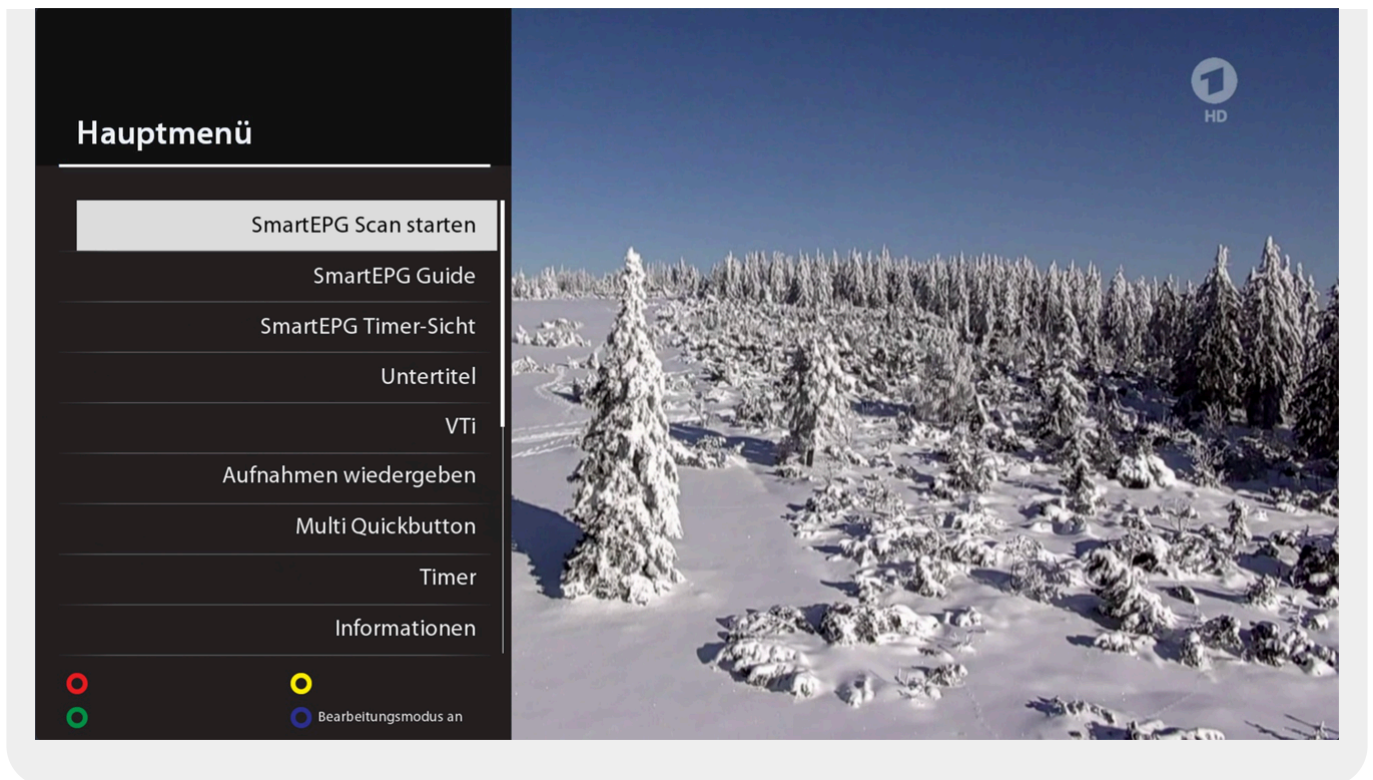 Hauptmenü
SmartEPG Scan starten
SmartEPG Guide
SmartEPG Timer-Sicht
Untertitel
VTi
Aufnahmen wiedergeben
Multi Quickbutton
Timer
Informationen
Bearbeitungsmodus an
1
HD